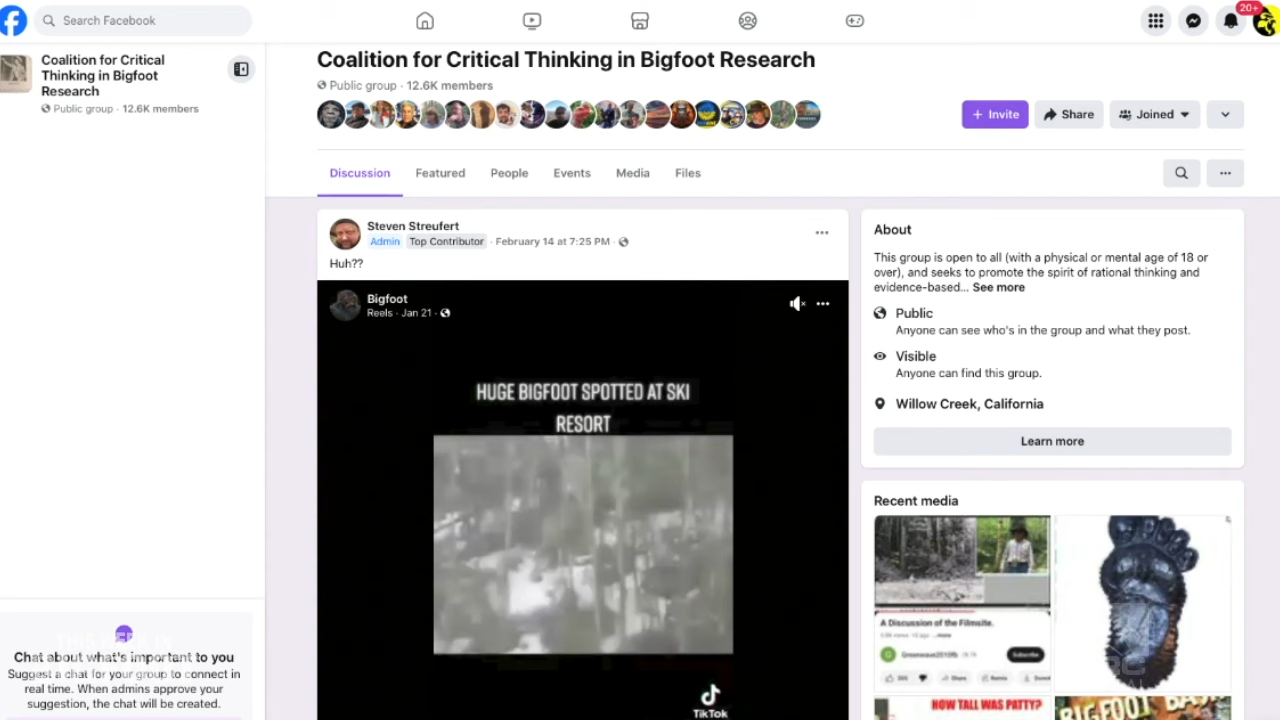 Search Facebook
20+
Coalition for Critical
Thinking in Bigfoot
Research
Public group · 12.6K members
Coalition for Critical Thinking in Bigfoot Research
Public group · 12.6K members
+ Invite
Share
Joined
Discussion
Featured
People
Events
Media
Files
Steven Streufert
Admin Top Contributor · February 14 at 7:25 PM ·
Huh??
Bigfoot
Reels · Jan 21 ·
HUGE BIGFOOT SPOTTED AT SKI
RESORT
TikTok
About
This group is open to all (with a physical or mental age of 18 or
over), and seeks to promote the spirit of rational thinking and
evidence-based... See more
Public
Anyone can see who's in the group and what they post.
Visible
Anyone can find this group.
Willow Creek, California
Learn more
Recent media
A Discussion of the Filmsite.
Subscribe
Share
HOW TALL WAS PATTY?
BIGFOOT
THIS WEEK IN
Chat about what's important to you
Suggest a chat for your group to connect in
real time. When admins approve your
suggestion, the chat will be created.